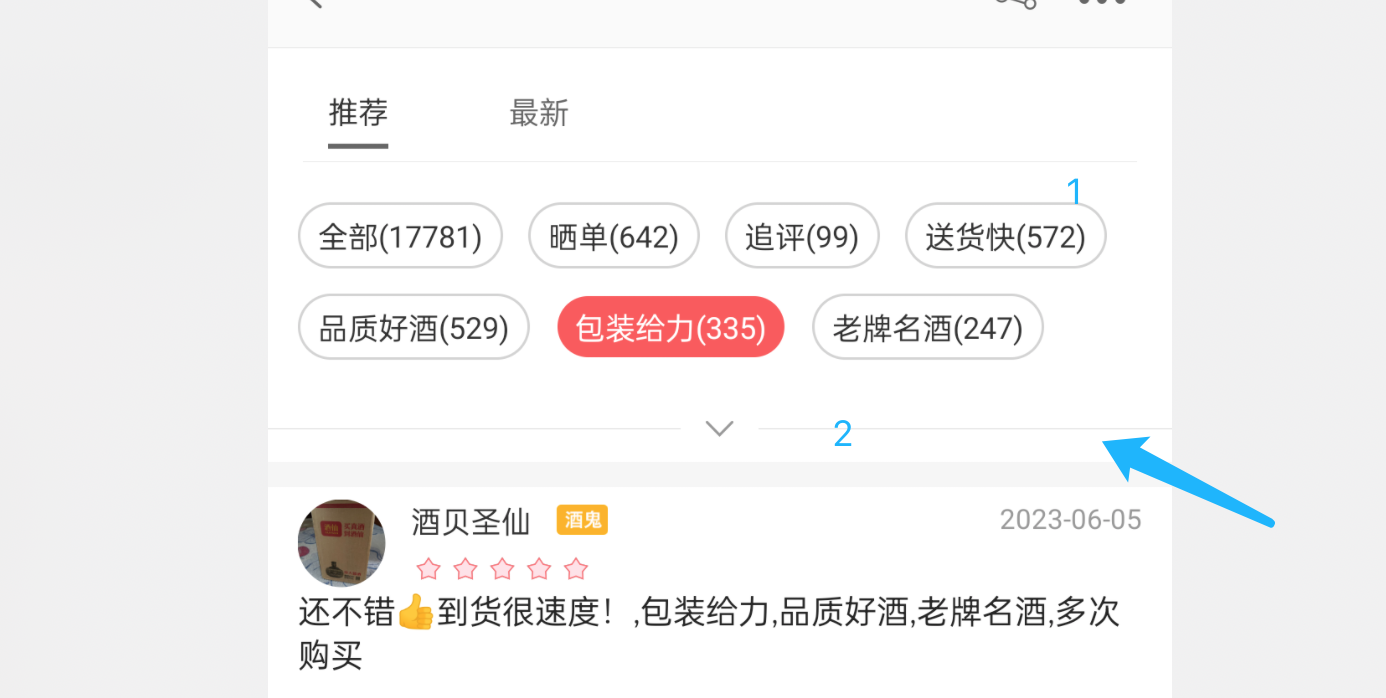 推荐 最新
1
全部(17781) 晒单(642) 追评(99) 送货快(572)
品质好酒(529) 包装给力(335) 老牌名酒(247)
2
酒贝圣仙 酒鬼 2023-06-05
还不错👍到货很速度！,包装给力,品质好酒,老牌名酒,多次
购买